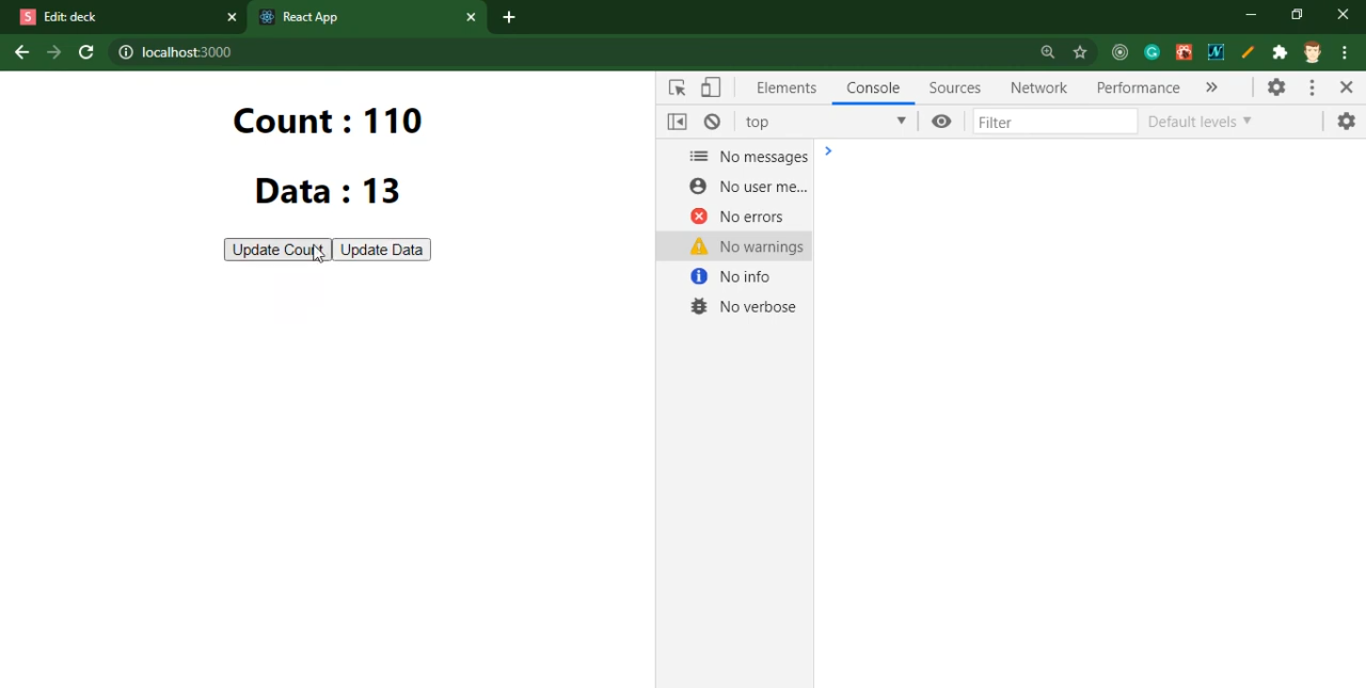 Edit: deck
React App
localhost:3000
Count : 110
Data : 13
Update Count
Update Data
Elements
Console
Sources
Network
Performance
top
Filter
Default levels
No messages
No user me...
No errors
No warnings
No info
No verbose